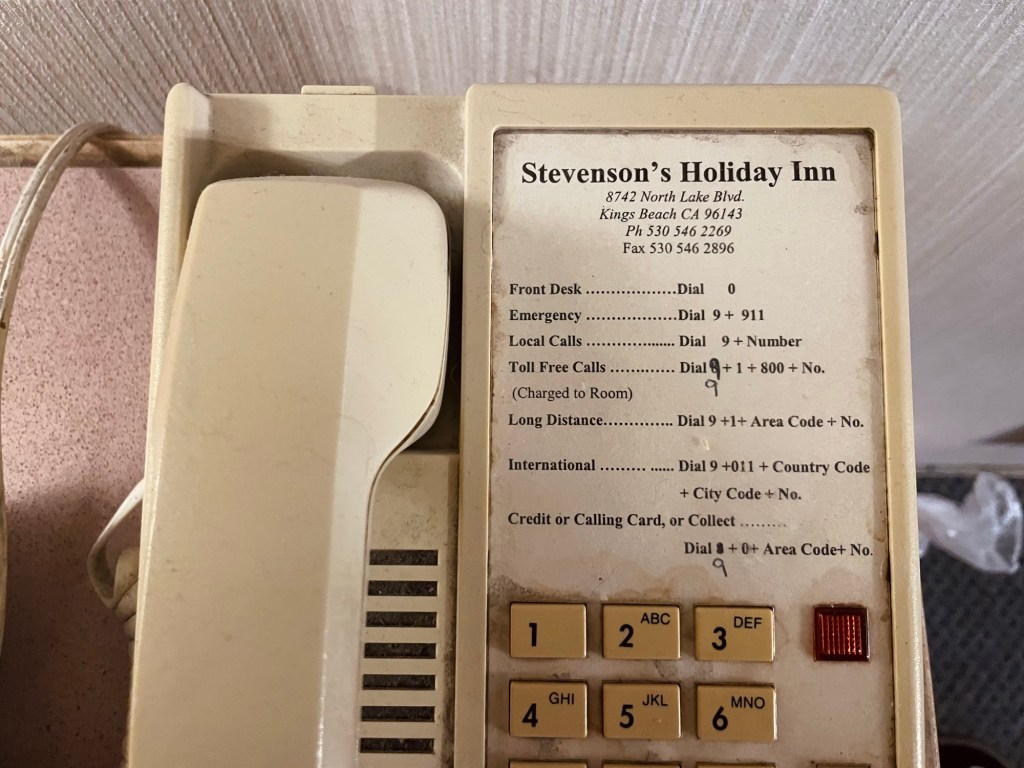 Stevenson's Holiday Inn
8742 North Lake Blvd.
Kings Beach CA 96143
Ph 530 546 2269
Fax 530 546 2896
Front Desk ..................Dial 0
Emergency ...................Dial 9 + 911
Local Calls ................... Dial 9 + Number
Toll Free Calls .............Dial 9 + 1 + 800 + No.
9
(Charged to Room)
Long Distance.............. Dial 9 +1+ Area Code + No.
International ......... ...... Dial 9 +011 + Country Code
+ City Code + No.
Credit or Calling Card, or Collect .........
Dial 8 + 0+ Area Code+ No.
9
1 2 ABC 3 DEF
4 GHI 5 JKL 6 MNO